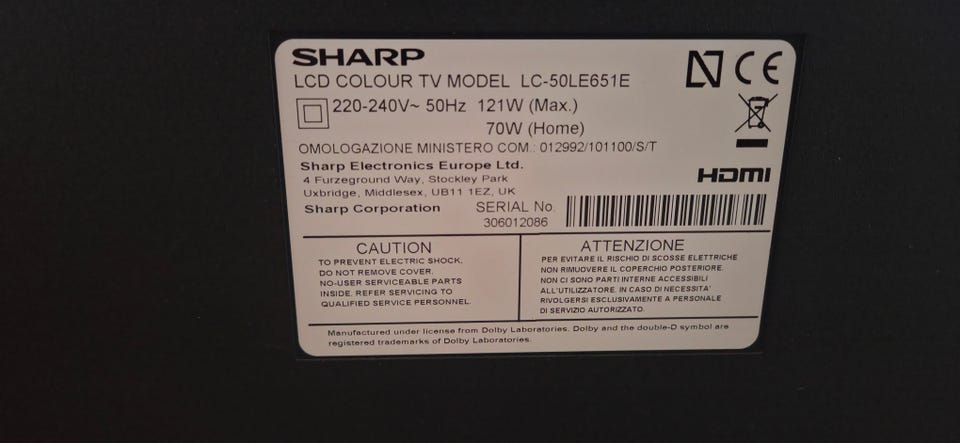 SHARP
LCD COLOUR TV MODEL LC-50LE651E
220-240V~ 50Hz 121W (Max.)
70W (Home)
OMOLOGAZIONE MINISTERO COM.: 012992/101100/S/T
Sharp Electronics Europe Ltd.
4 Furzeground Way, Stockley Park
Uxbridge, Middlesex, UB11 1EZ, UK
HDMI
Sharp Corporation
SERIAL No.
306012086
CAUTION
TO PREVENT ELECTRIC SHOCK,
DO NOT REMOVE COVER.
NO-USER SERVICEABLE PARTS
INSIDE. REFER SERVICING TO
QUALIFIED SERVICE PERSONNEL.
ATTENZIONE
PER EVITARE IL RISCHIO DI SCOSSE ELETTRICHE
NON RIMUOVERE IL COPERCHIO POSTERIORE.
NON CI SONO PARTI INTERNE ACCESSIBILI
ALL'UTILIZZATORE. IN CASO DI NECESSITA'
RIVOLGERSI ESCLUSIVAMENTE A PERSONALE
DI SERVIZIO AUTORIZZATO.
Manufactured under license from Dolby Laboratories. Dolby and the double-D symbol are
registered trademarks of Dolby Laboratories.
CE